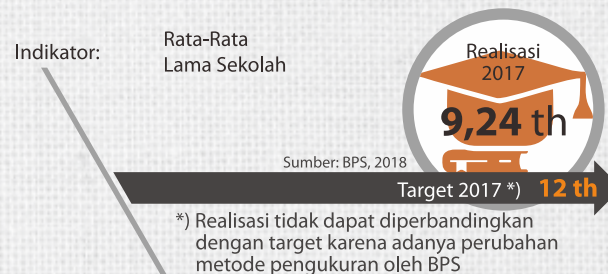 Indikator:
Rata-Rata
Lama Sekolah
Realisasi
2017
9,24 th
Sumber: BPS, 2018
Target 2017 *) 12 th
*) Realisasi tidak dapat diperbandingkan
dengan target karena adanya perubahan
metode pengukuran oleh BPS